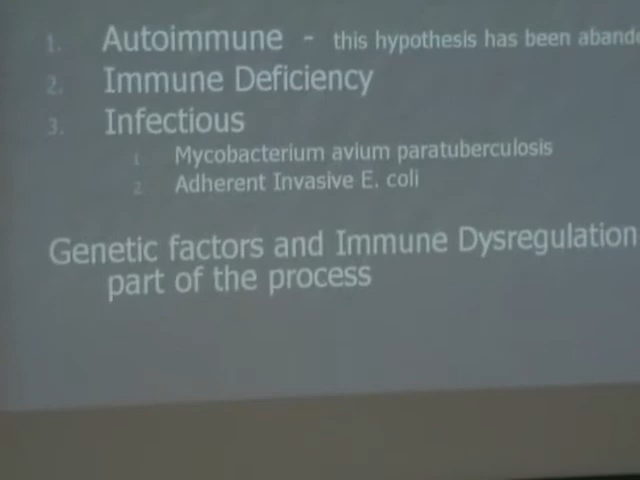 1. Autoimmune - this hypothesis has been aband
2. Immune Deficiency
3. Infectious
1 Mycobacterium avium paratuberculosis
2 Adherent Invasive E. coli
Genetic factors and Immune Dysregulation
part of the process